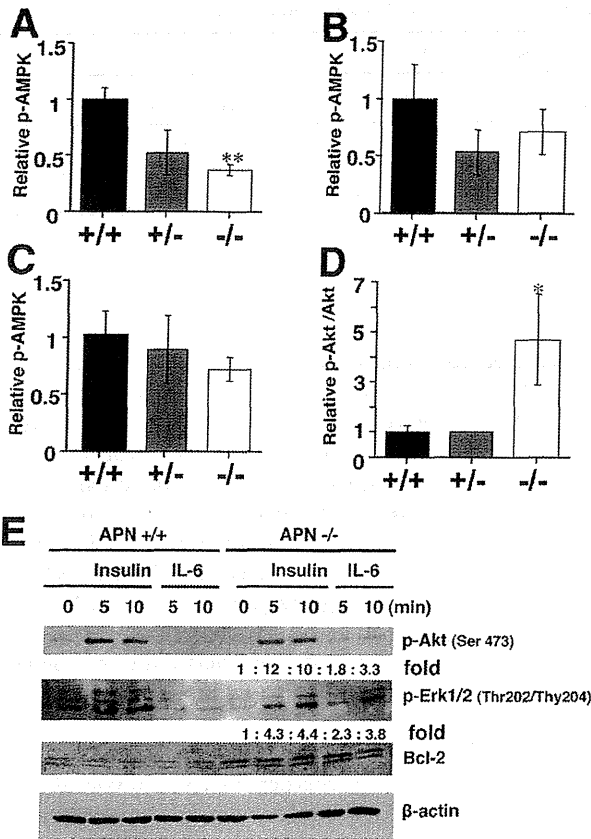 A
B
Relative p-AMPK
1.5
1
0.5
0
+/+ +/- -/-
**
Relative p-AMPK
1.5
1
0.5
0
+/+ +/- -/-
C
D
Relative p-AMPK
1.5
1
0.5
0
+/+ +/- -/-
Relative p-Akt /Akt
7
5
3
1
0
+/+ +/- -/-
*
E
APN +/+ APN -/-
Insulin IL-6 Insulin IL-6
0 5 10 5 10 0 5 10 5 10 (min)
p-Akt (Ser 473)
1 : 12 : 10 : 1.8 : 3.3 fold
p-Erk1/2 (Thr202/Thy204)
1 : 4.3 : 4.4 : 2.3 : 3.8 fold
Bcl-2
β-actin